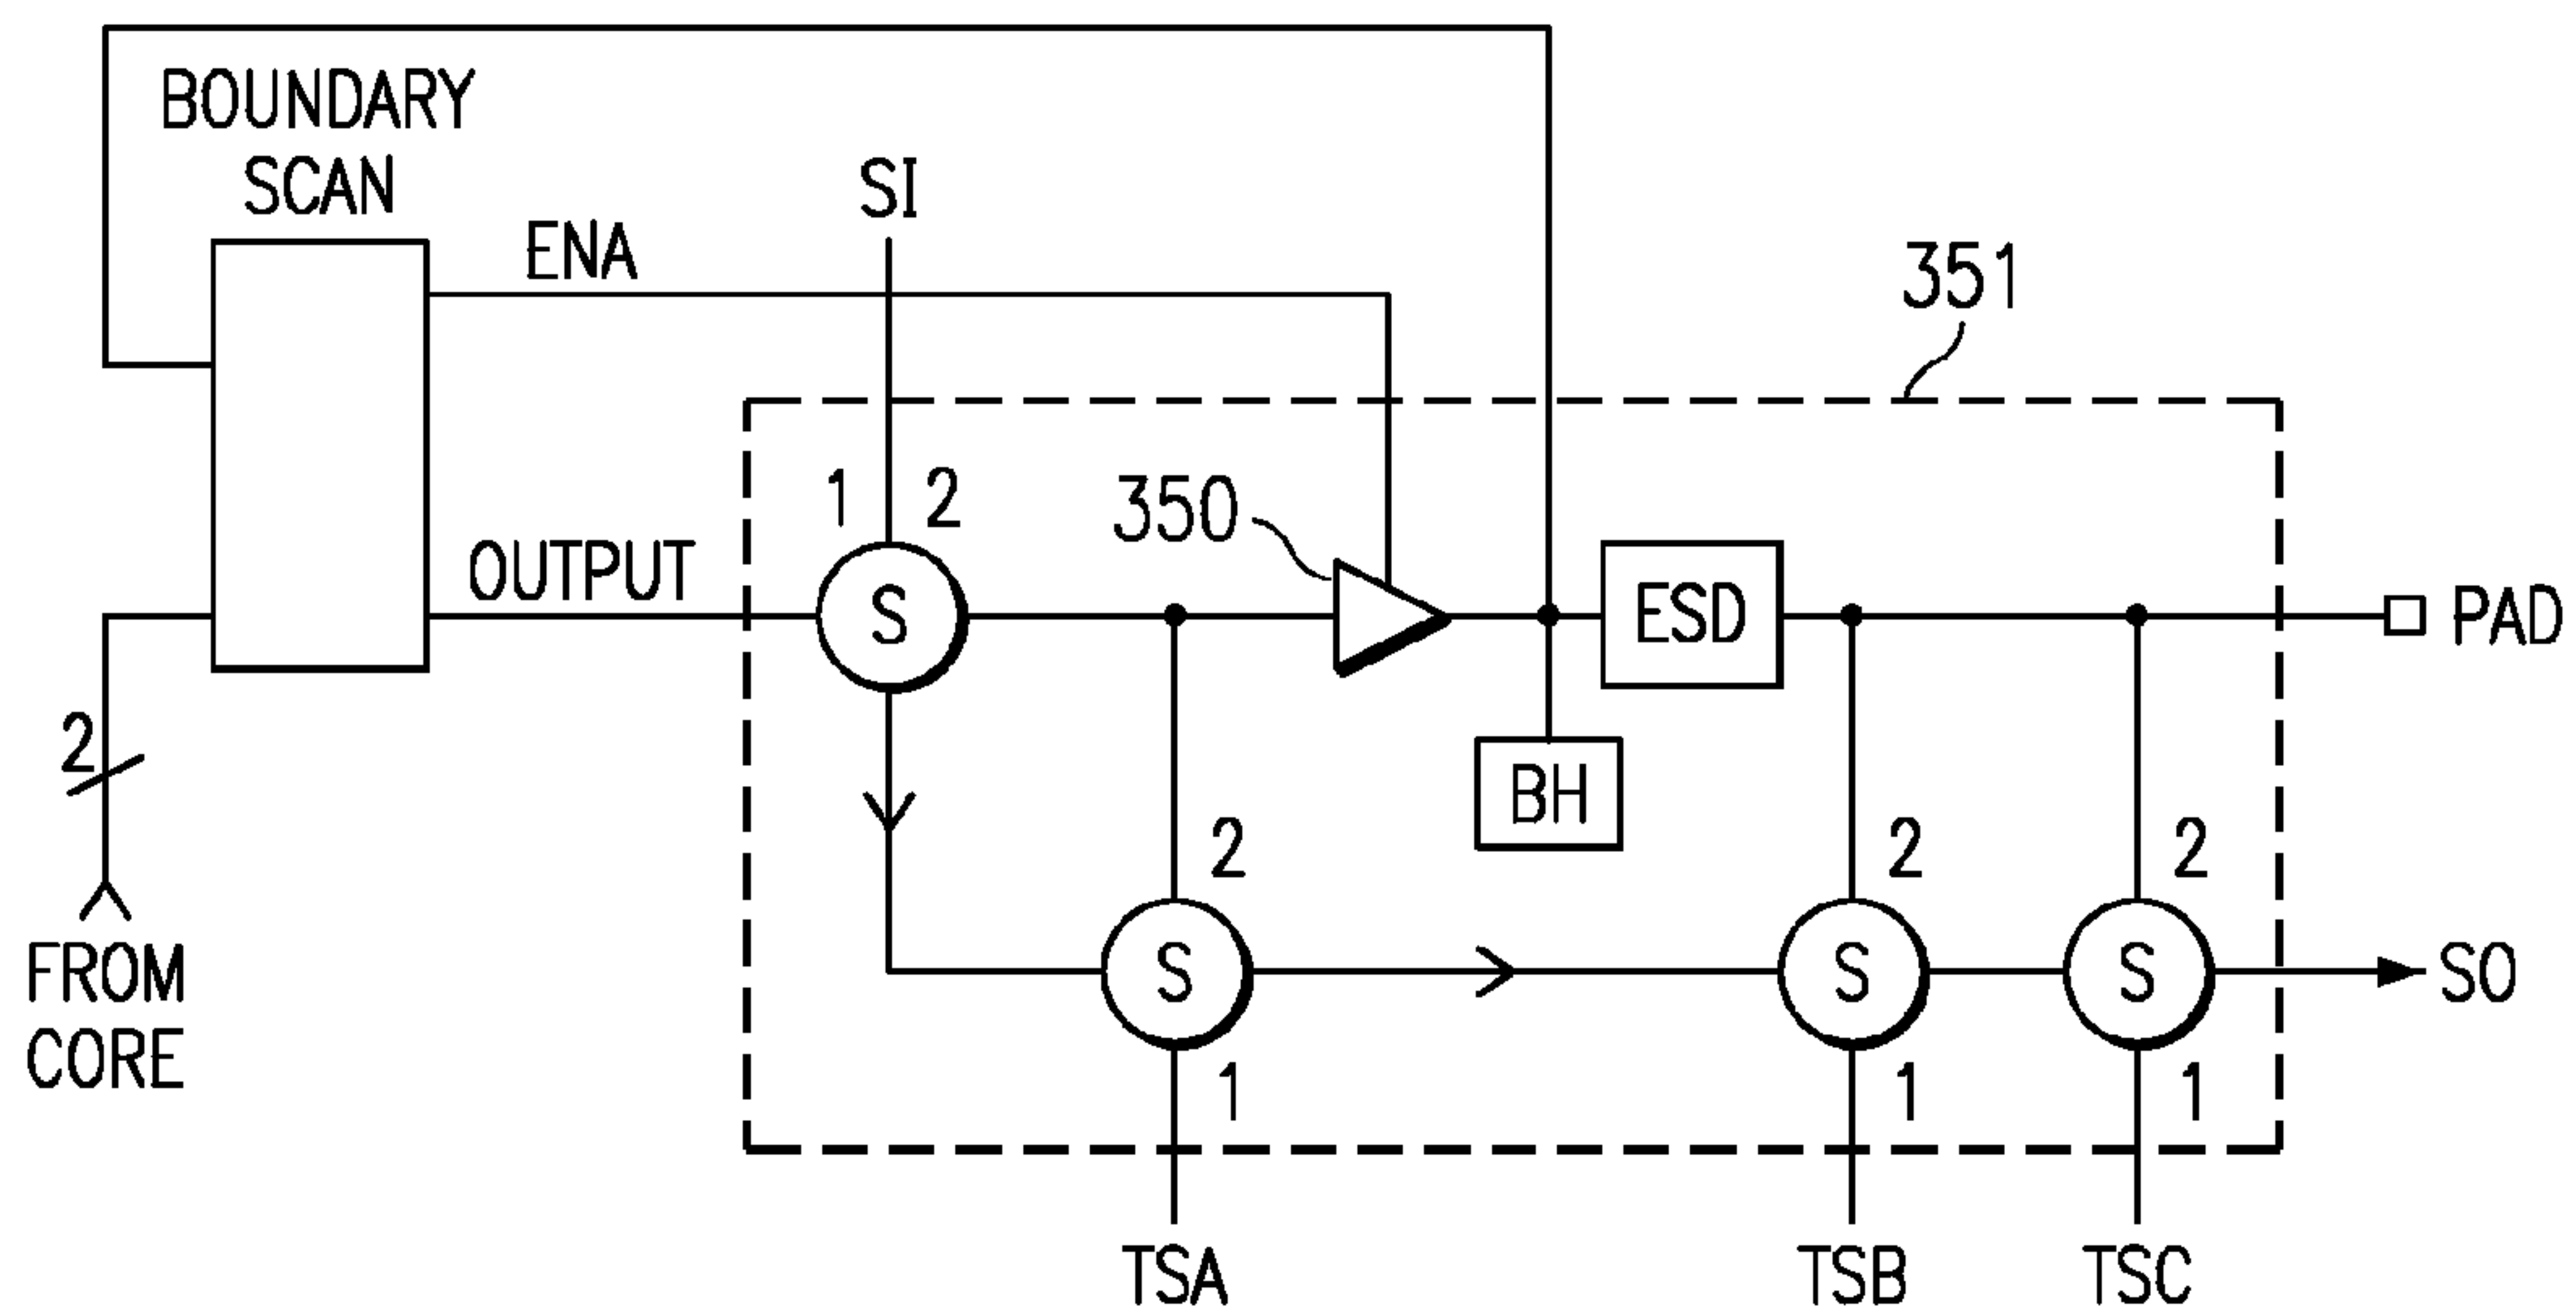 BOUNDARY
SCAN
SI
ENA
351
1 2
350
OUTPUT
S
ESD
PAD
2
BH
2
2
2
S
S
S
SO
FROM
CORE
1
1
1
TSA
TSB
TSC